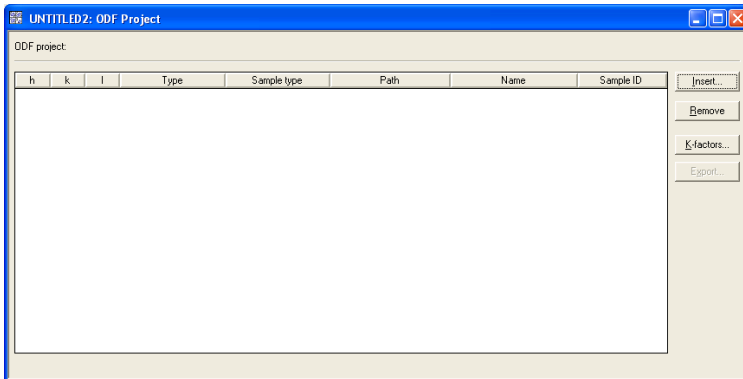 UNTITLED2: ODF Project
ODF project:
h k l Type Sample type Path Name Sample ID
Insert...
Remove
K-factors...
Export...